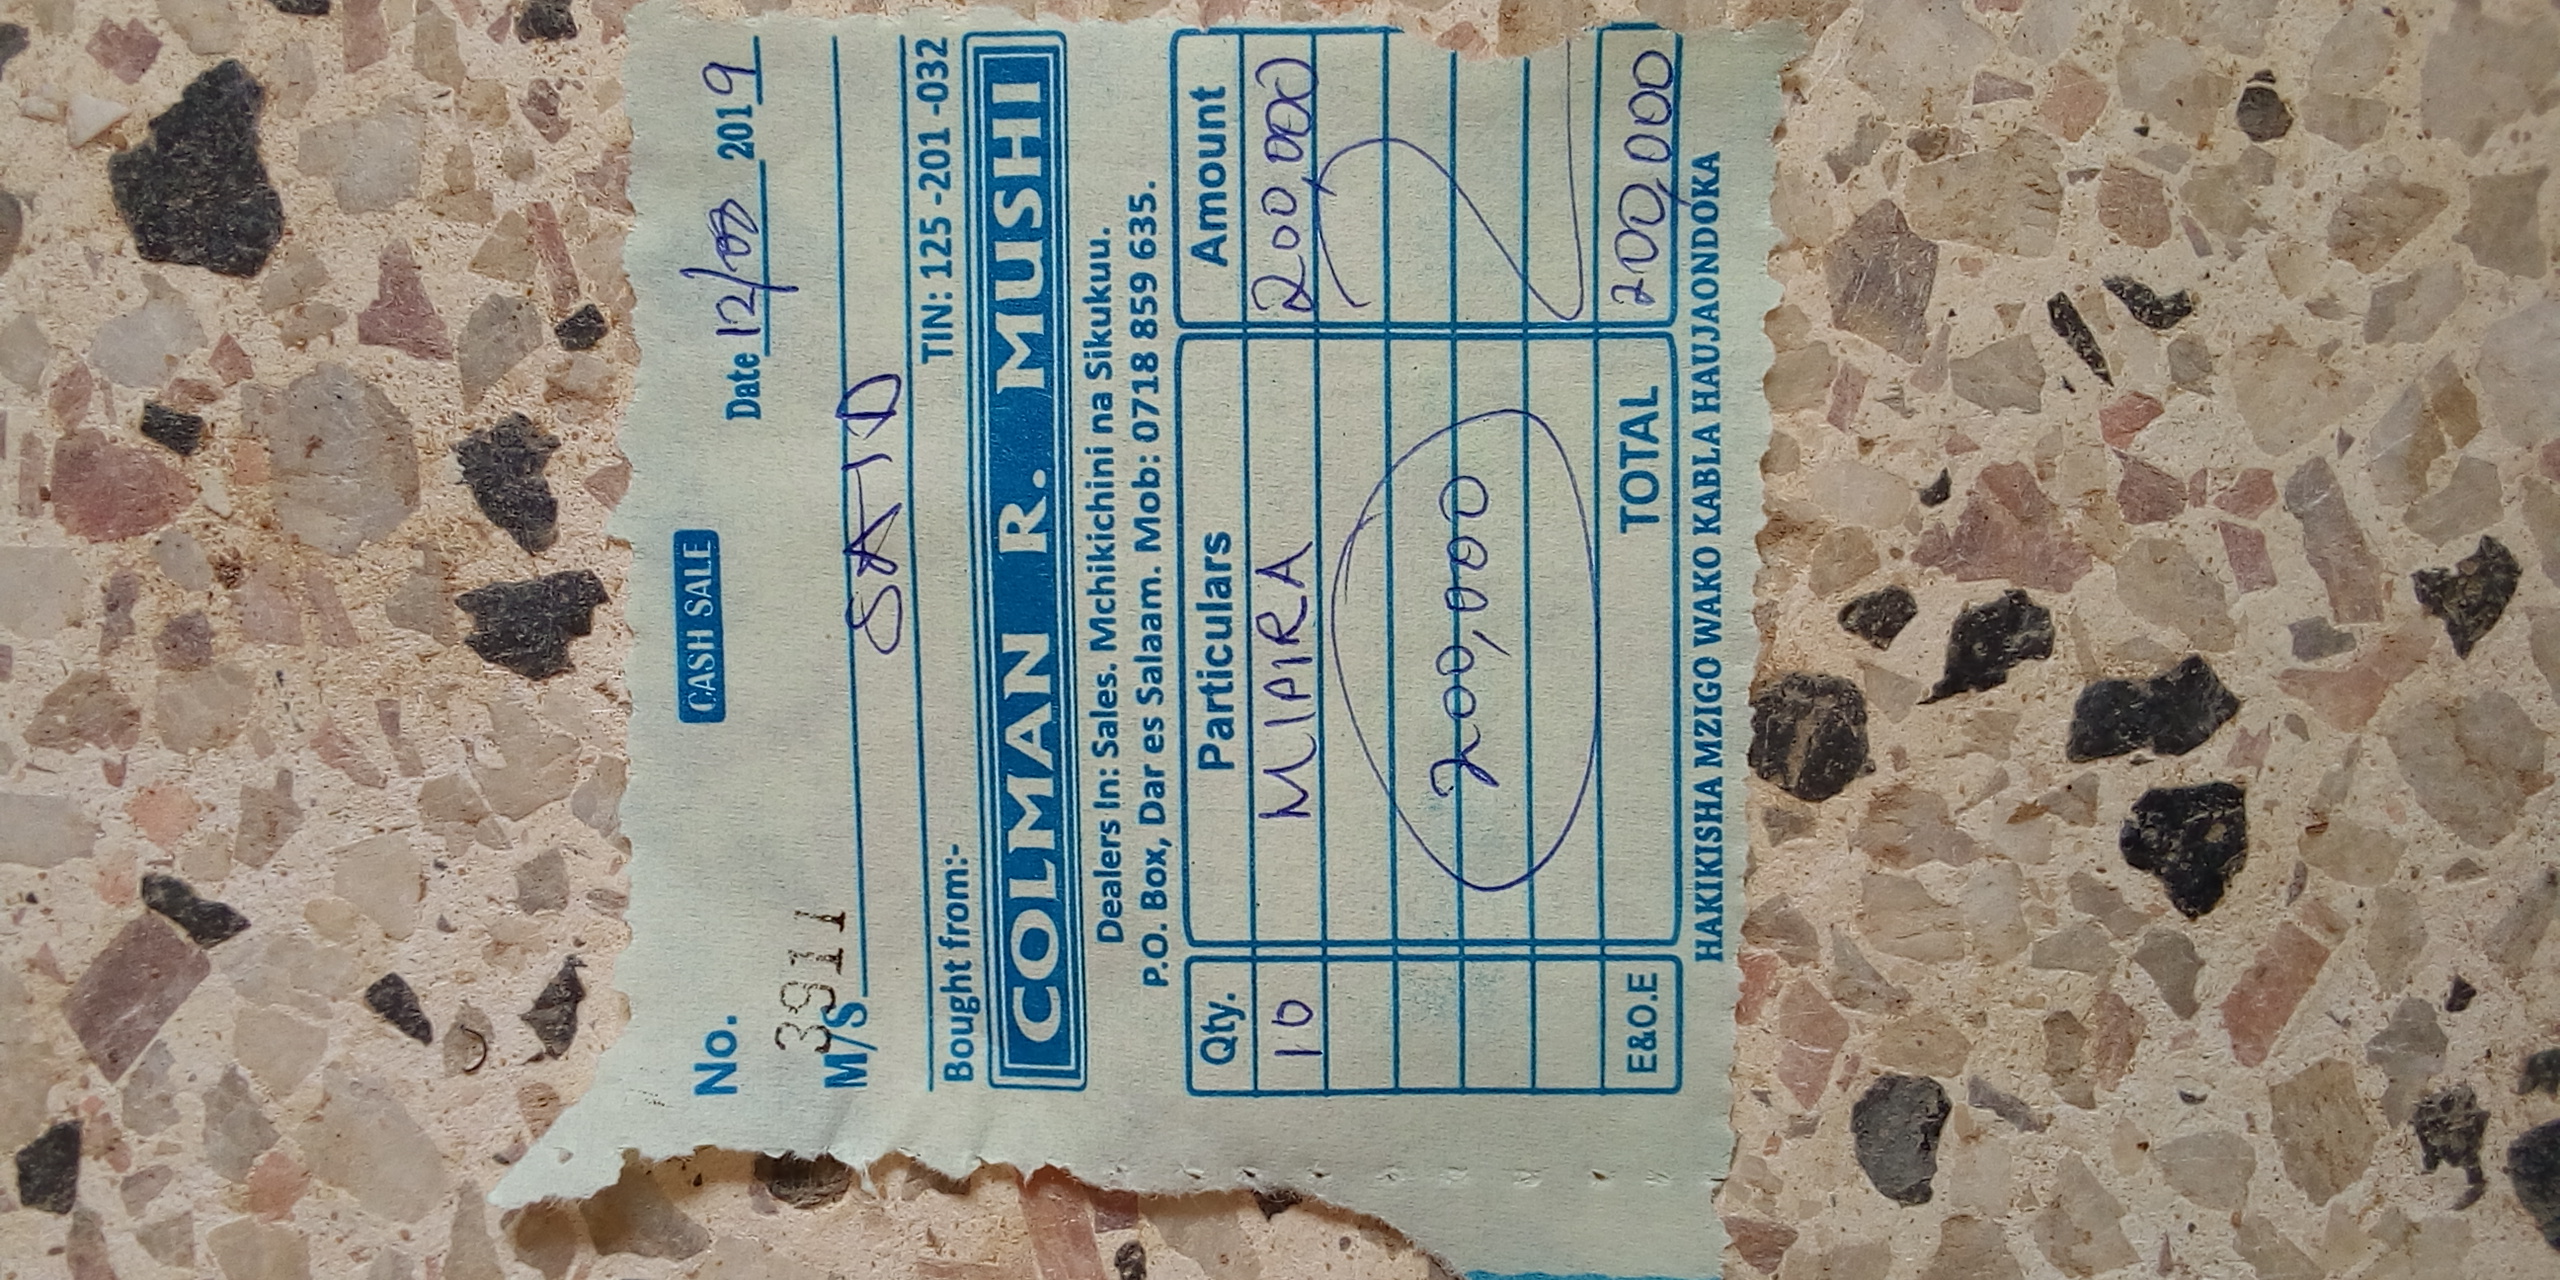 CASH SALE
No. 3911
Date 12/03 2019
M/S SAID
Bought from:- TIN: 125 -201 -032
COLMAN R. MUSHI
Dealers In: Sales. Mchikichini na Sikukuu.
P.O. Box, Dar es Salaam. Mob: 0718 859 635.
Qty. Particulars Amount
10 MIPIRA 200,000
200,000
E&O.E TOTAL 200,000
HAKIKISHA MZIGO WAKO KABLA HAUJAONDOKA